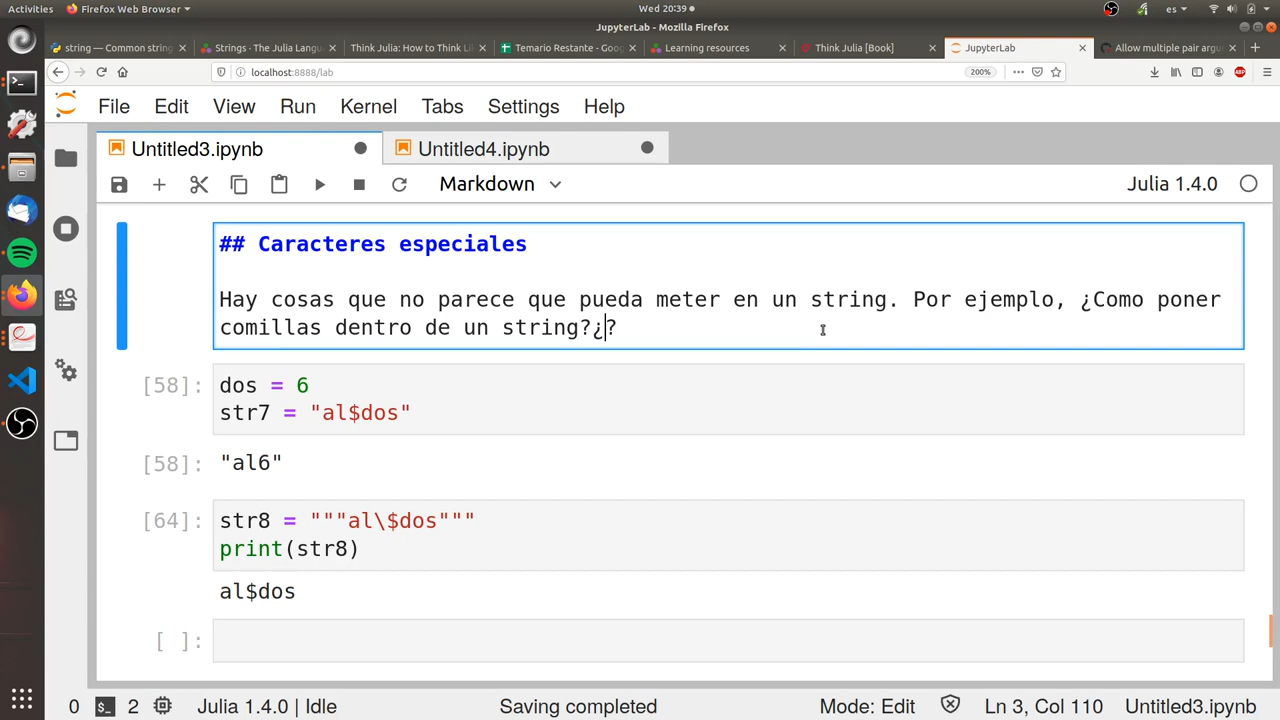 Activities Firefox Web Browser Wed 20:39 es
JupyterLab - Mozilla Firefox
string — Common string Strings · The Julia Langu Think Julia: How to Think Li Temario Restante - Goog Learning resources Think Julia [Book] JupyterLab Allow multiple pair argu
localhost:8888/lab 200% ABP
File Edit View Run Kernel Tabs Settings Help
Untitled3.ipynb Untitled4.ipynb
Markdown Julia 1.4.0
## Caracteres especiales
Hay cosas que no parece que pueda meter en un string. Por ejemplo, ¿Como poner
comillas dentro de un string?¿?
[58]: dos = 6
str7 = "al$dos"
[58]: "al6"
[64]: str8 = """al\$dos"""
print(str8)
al$dos
[ ]:
0 2 Julia 1.4.0 | Idle Saving completed Mode: Edit Ln 3, Col 110 Untitled3.ipynb